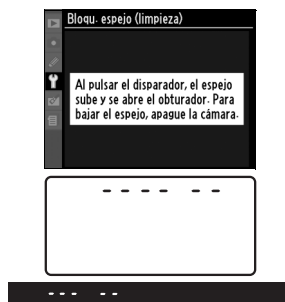 Bloqu. espejo (limpieza)
Al pulsar el disparador, el espejo
sube y se abre el obturador. Para
bajar el espejo, apague la cámara.
- - - -  - -
- - -  - -